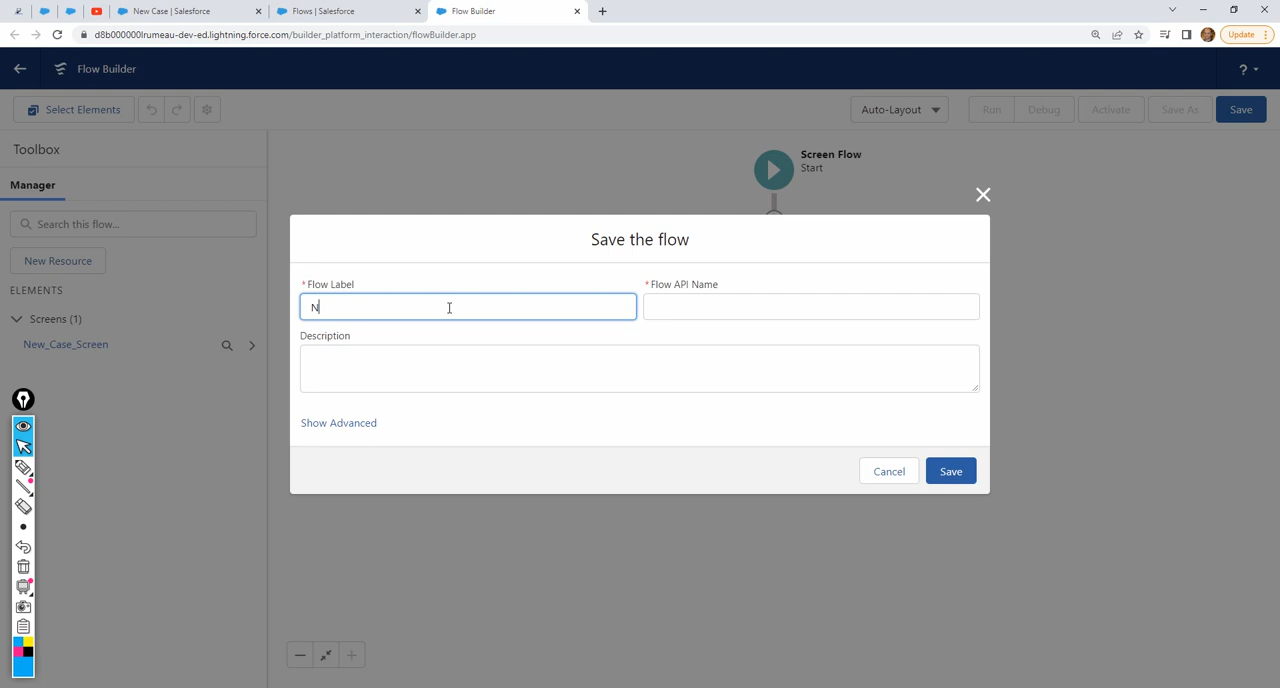 New Case | Salesforce
Flows | Salesforce
Flow Builder
d8b000000lrumeau-dev-ed.lightning.force.com/builder_platform_interaction/flowBuilder.app
Update
Flow Builder
?
Select Elements
Auto-Layout
Run
Debug
Activate
Save As
Save
Toolbox
Manager
Search this flow...
New Resource
ELEMENTS
Screens (1)
New_Case_Screen
Screen Flow
Start
Save the flow
* Flow Label
* Flow API Name
N
Description
Show Advanced
Cancel
Save